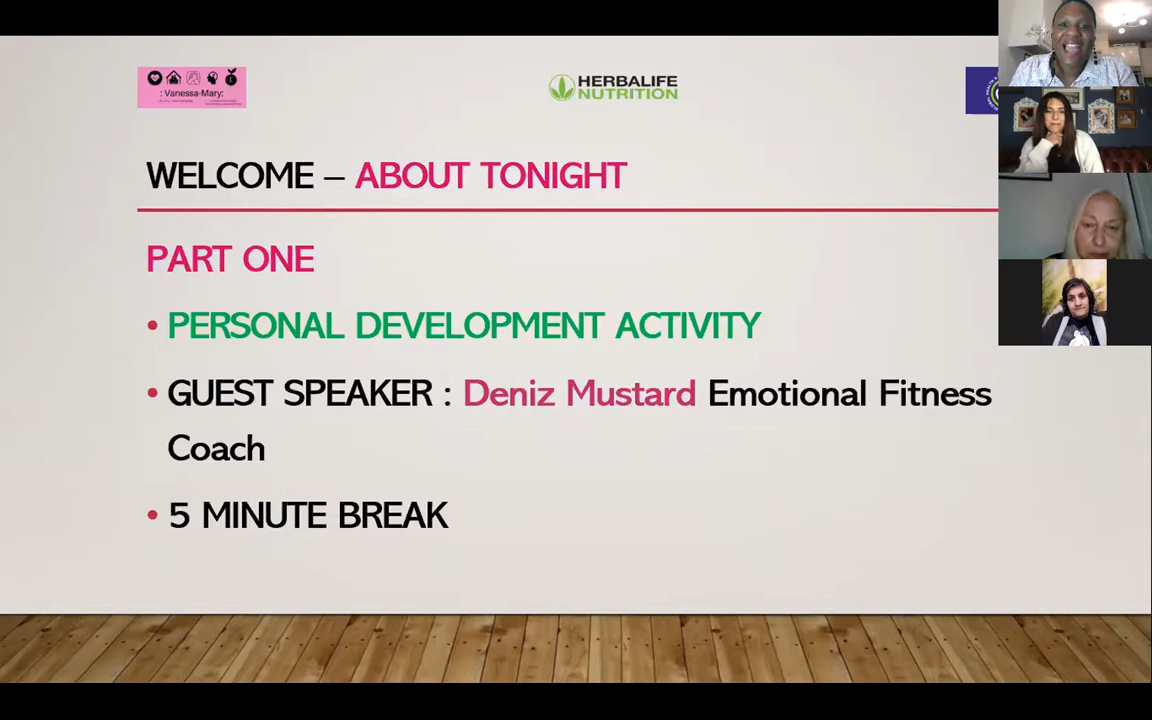 : Vanessa-Mary:
HERBALIFE
NUTRITION
WELCOME – ABOUT TONIGHT
PART ONE
• PERSONAL DEVELOPMENT ACTIVITY
• GUEST SPEAKER : Deniz Mustard Emotional Fitness
Coach
• 5 MINUTE BREAK